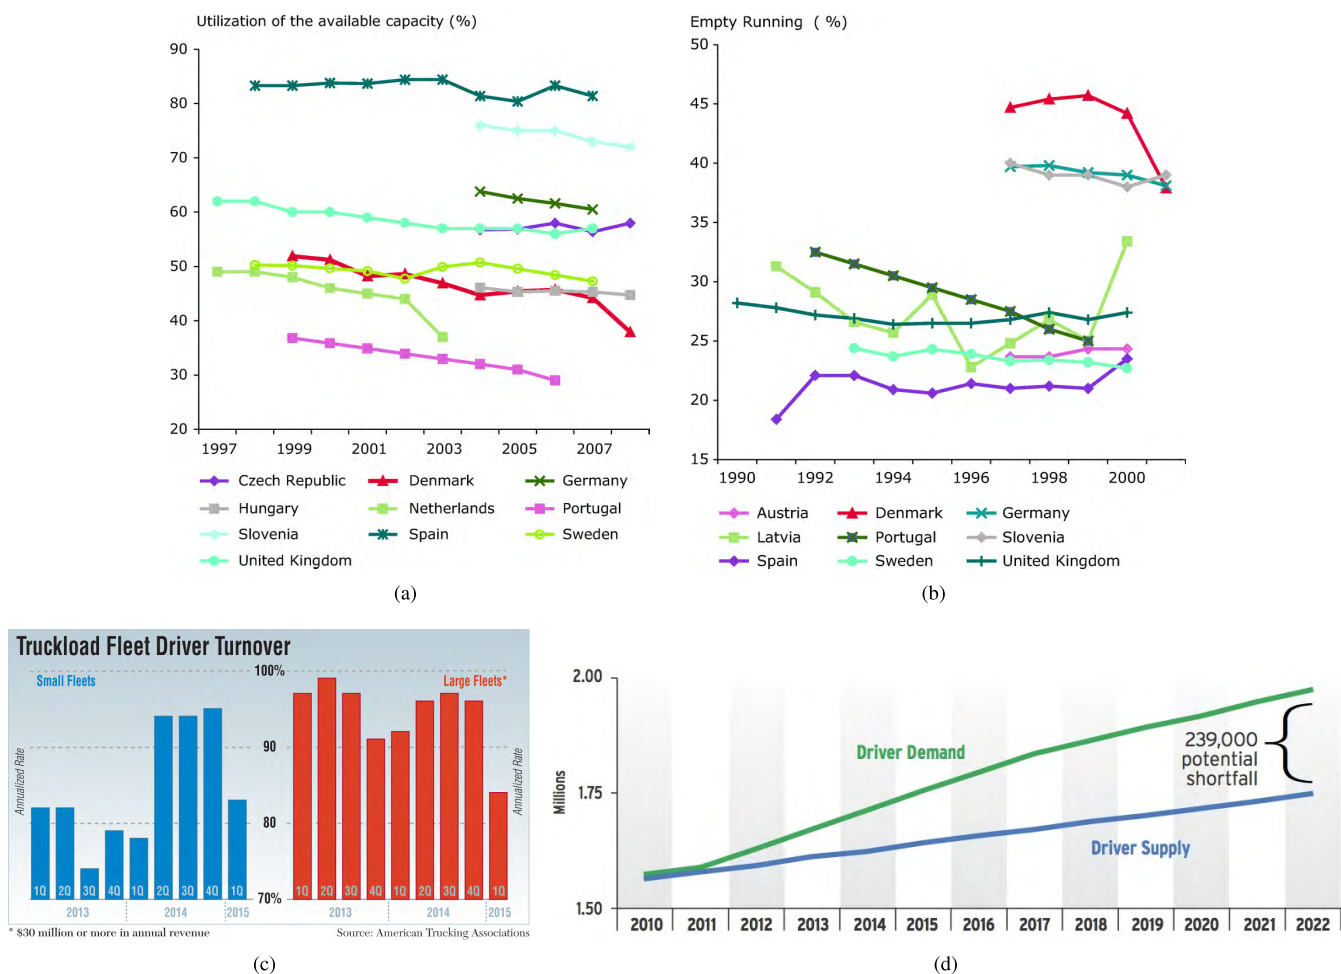 Utilization of the available capacity (%)
90
80
70
60
50
40
30
20
1997 1999 2001 2003 2005 2007
Czech Republic Denmark Germany
Hungary Netherlands Portugal
Slovenia Spain Sweden
United Kingdom
(a)
Empty Running ( %)
50
45
40
35
30
25
20
15
1990 1992 1994 1996 1998 2000
Austria Denmark Germany
Latvia Portugal Slovenia
Spain Sweden United Kingdom
(b)
Truckload Fleet Driver Turnover
Small Fleets
100%
Large Fleets*
90
80
70%
Annualized Rate
Annualized Rate
1Q 2Q 3Q 4Q 1Q 2Q 3Q 4Q 1Q
2013 2014 2015
1Q 2Q 3Q 4Q 1Q 2Q 3Q 4Q 1Q
2013 2014 2015
* $30 million or more in annual revenue
Source: American Trucking Associations
(c)
2.00
1.75
1.50
Millions
Driver Demand
239,000
potential
shortfall
Driver Supply
2010 2011 2012 2013 2014 2015 2016 2017 2018 2019 2020 2021 2022
(d)